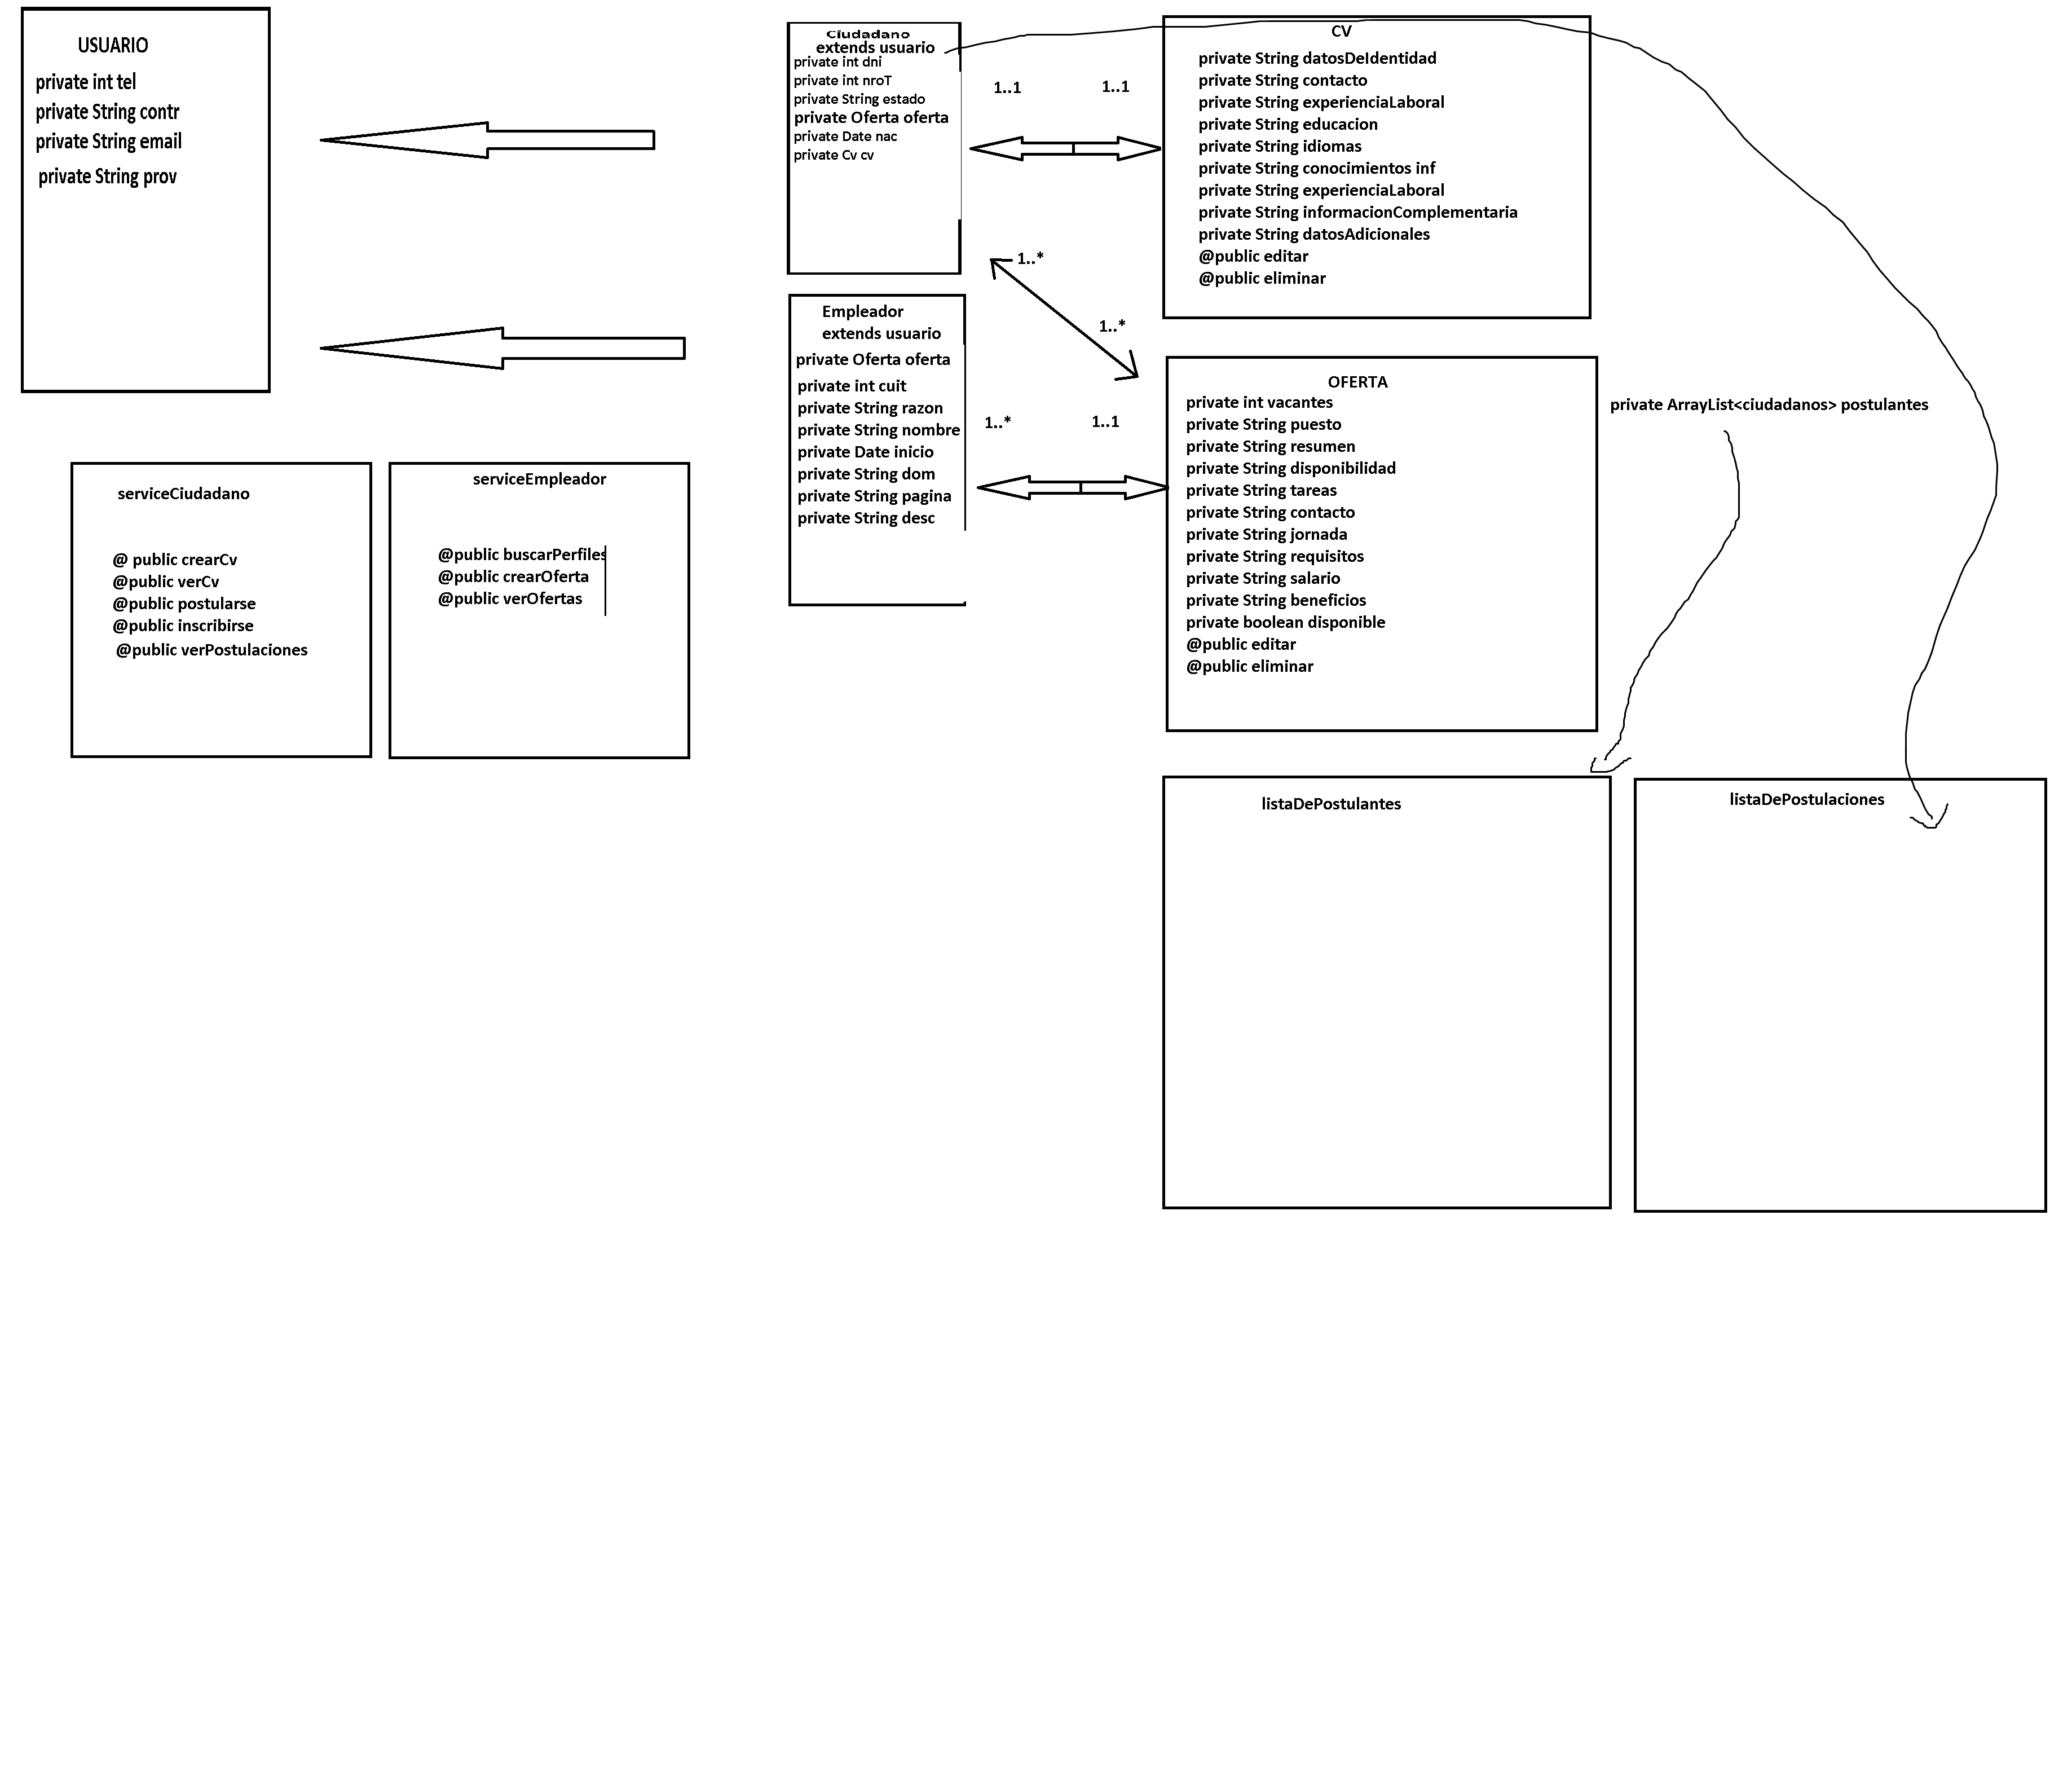 USUARIO
private int tel
private String contr
private String email
private String prov
Ciudadano
extends usuario
private int dni
private int nroT
private String estado
private Oferta oferta
private Date nac
private Cv cv
1..1
1..1
CV
private String datosDeIdentidad
private String contacto
private String experienciaLaboral
private String educacion
private String idiomas
private String conocimientos inf
private String experienciaLaboral
private String informacionComplementaria
private String datosAdicionales
@public editar
@public eliminar
1..*
1..*
Empleador
extends usuario
private Oferta oferta
private int cuit
private String razon
private String nombre
private Date inicio
private String dom
private String pagina
private String desc
1..*
1..1
OFERTA
private int vacantes
private String puesto
private String resumen
private String disponibilidad
private String tareas
private String contacto
private String jornada
private String requisitos
private String salario
private String beneficios
private boolean disponible
@public editar
@public eliminar
private ArrayList<ciudadanos> postulantes
serviceCiudadano
@ public crearCv
@public verCv
@public postularse
@public inscribirse
@public verPostulaciones
serviceEmpleador
@public buscarPerfiles
@public crearOferta
@public verOfertas
listaDePostulantes
listaDePostulaciones